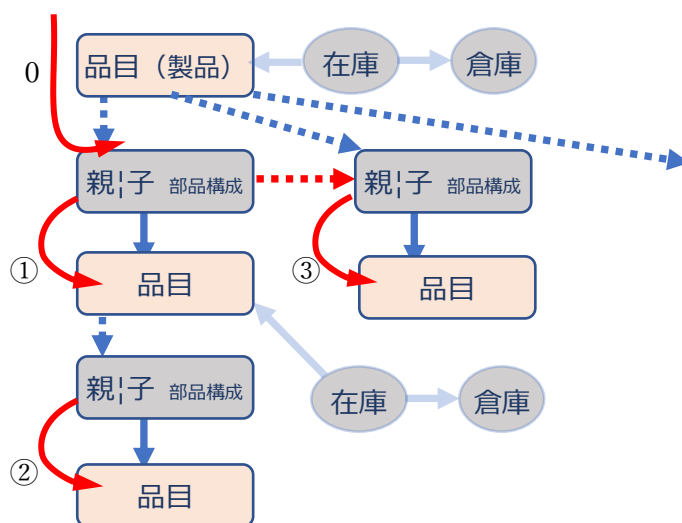 0
品目（製品）
在庫
倉庫
親¦子 部品構成
親¦子 部品構成
①
品目
③
品目
親¦子 部品構成
在庫
倉庫
②
品目